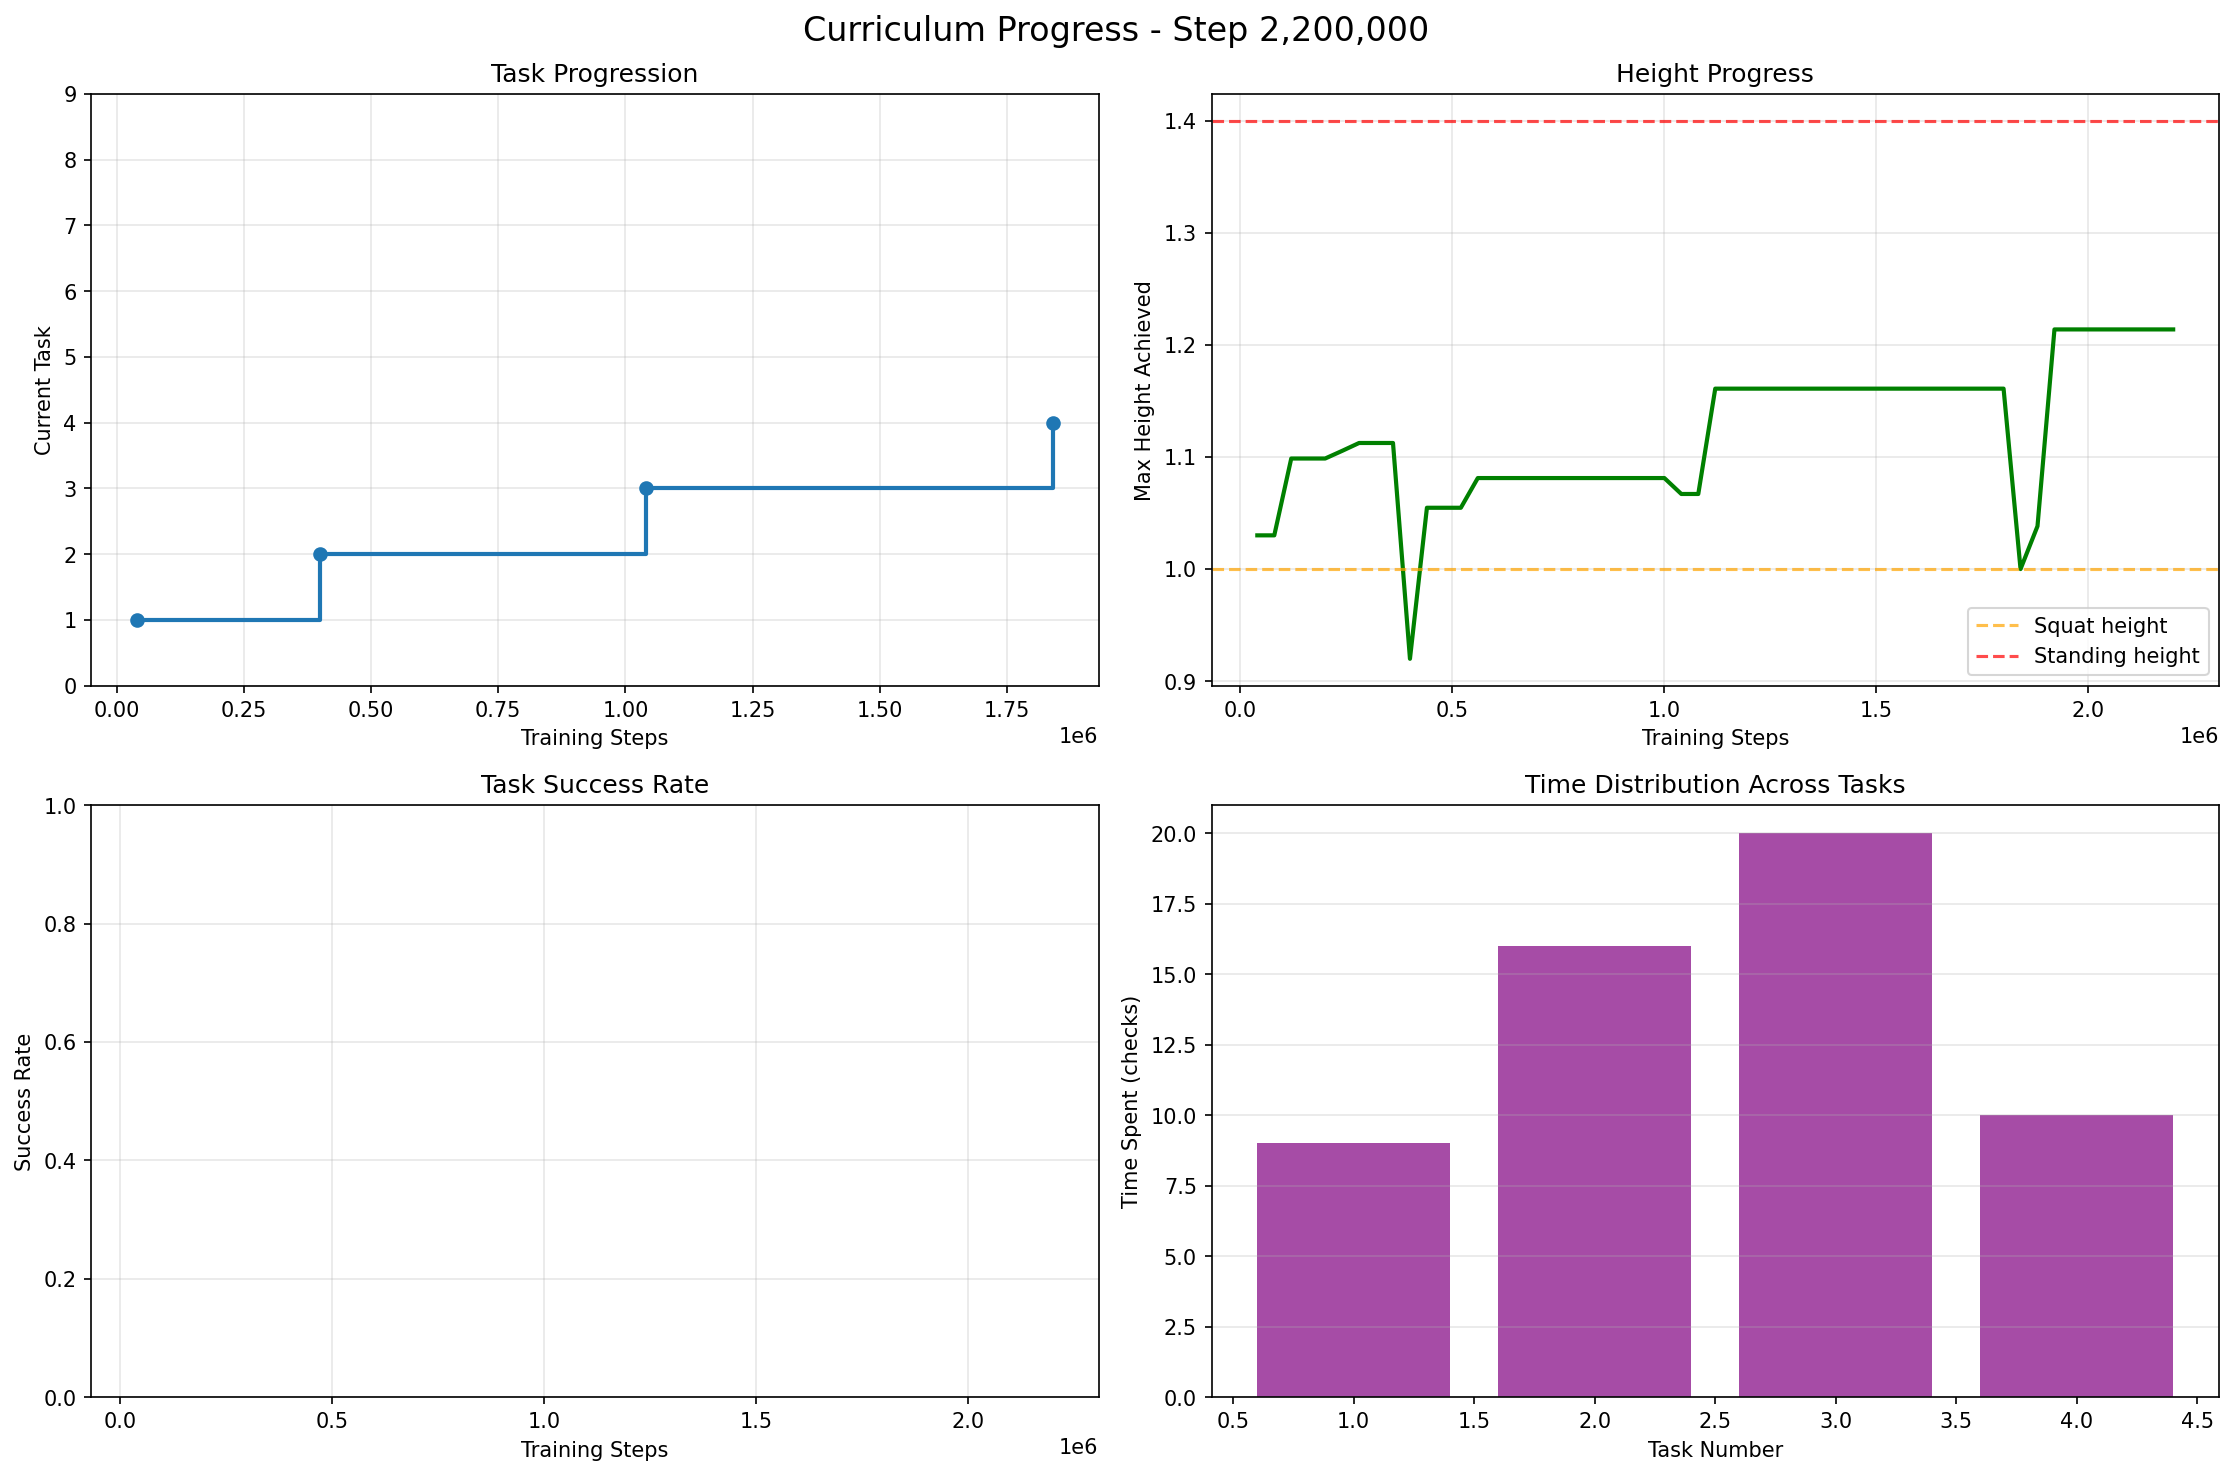 Curriculum Progress - Step 2,200,000
Task Progression
9
8
7
6
5
4
3
2
1
0
Current Task
0.00 0.25 0.50 0.75 1.00 1.25 1.50 1.75
Training Steps
1e6
Height Progress
1.4
1.3
1.2
1.1
1.0
0.9
Max Height Achieved
Squat height
Standing height
0.0 0.5 1.0 1.5 2.0
Training Steps
1e6
Task Success Rate
1.0
0.8
0.6
0.4
0.2
0.0
Success Rate
0.0 0.5 1.0 1.5 2.0
Training Steps
1e6
Time Distribution Across Tasks
20.0
17.5
15.0
12.5
10.0
7.5
5.0
2.5
0.0
Time Spent (checks)
0.5 1.0 1.5 2.0 2.5 3.0 3.5 4.0 4.5
Task Number